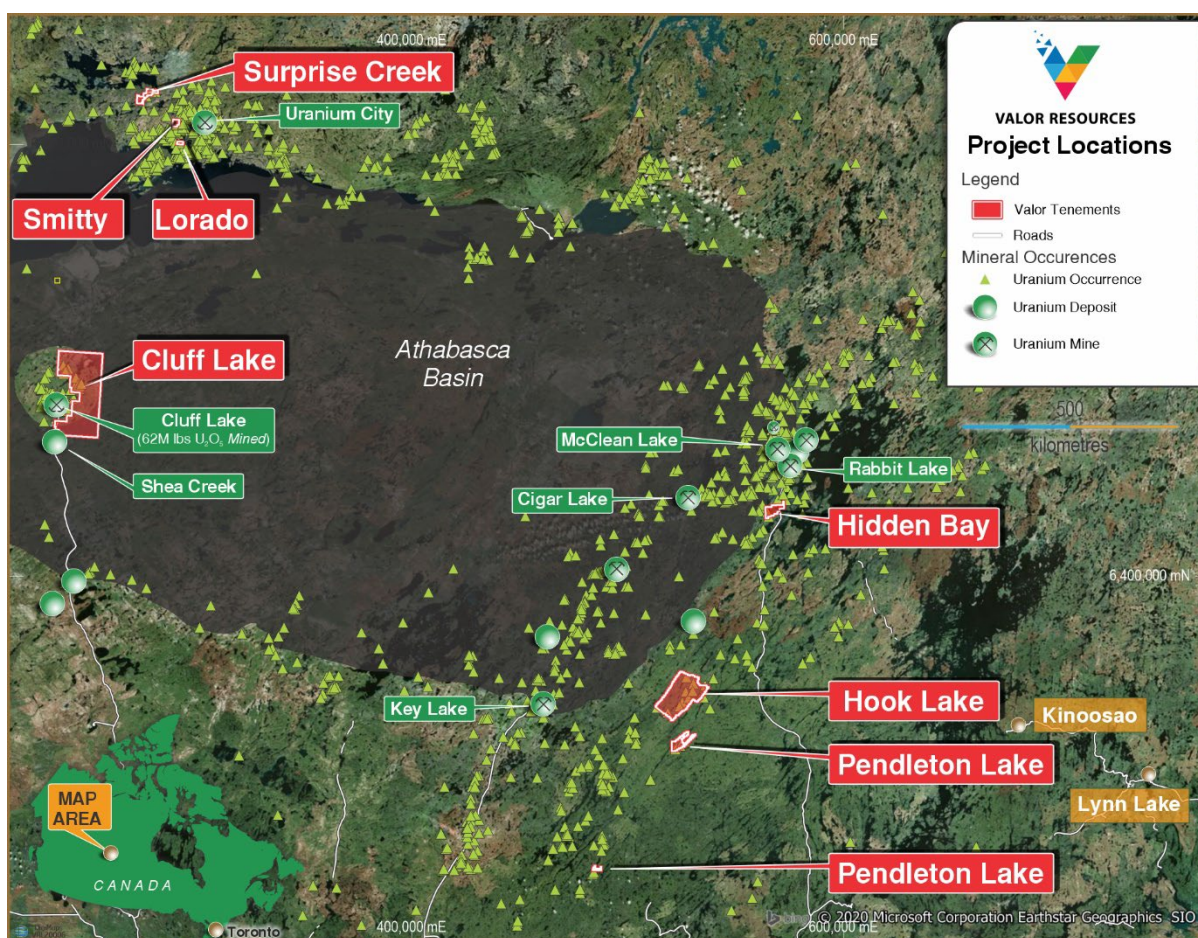 400,000 mE
600,000 mE
VALOR RESOURCES
Project Locations
Legend
Valor Tenements
Roads
Mineral Occurences
Uranium Occurrence
Uranium Deposit
Uranium Mine
500
kilometres
Surprise Creek
Uranium City
Smitty
Lorado
Athabasca
Basin
Cluff Lake
Cluff Lake
(62M lbs U₃O₈ Mined)
Shea Creek
McClean Lake
Rabbit Lake
Cigar Lake
Hidden Bay
6,400,000 mN
Key Lake
Hook Lake
Kinoosao
Pendleton Lake
Lynn Lake
MAP
AREA
Pendleton Lake
CANADA
Toronto
400,000 mE
600,000 mE
© 2020 Microsoft Corporation Earthstar Geographics SIO